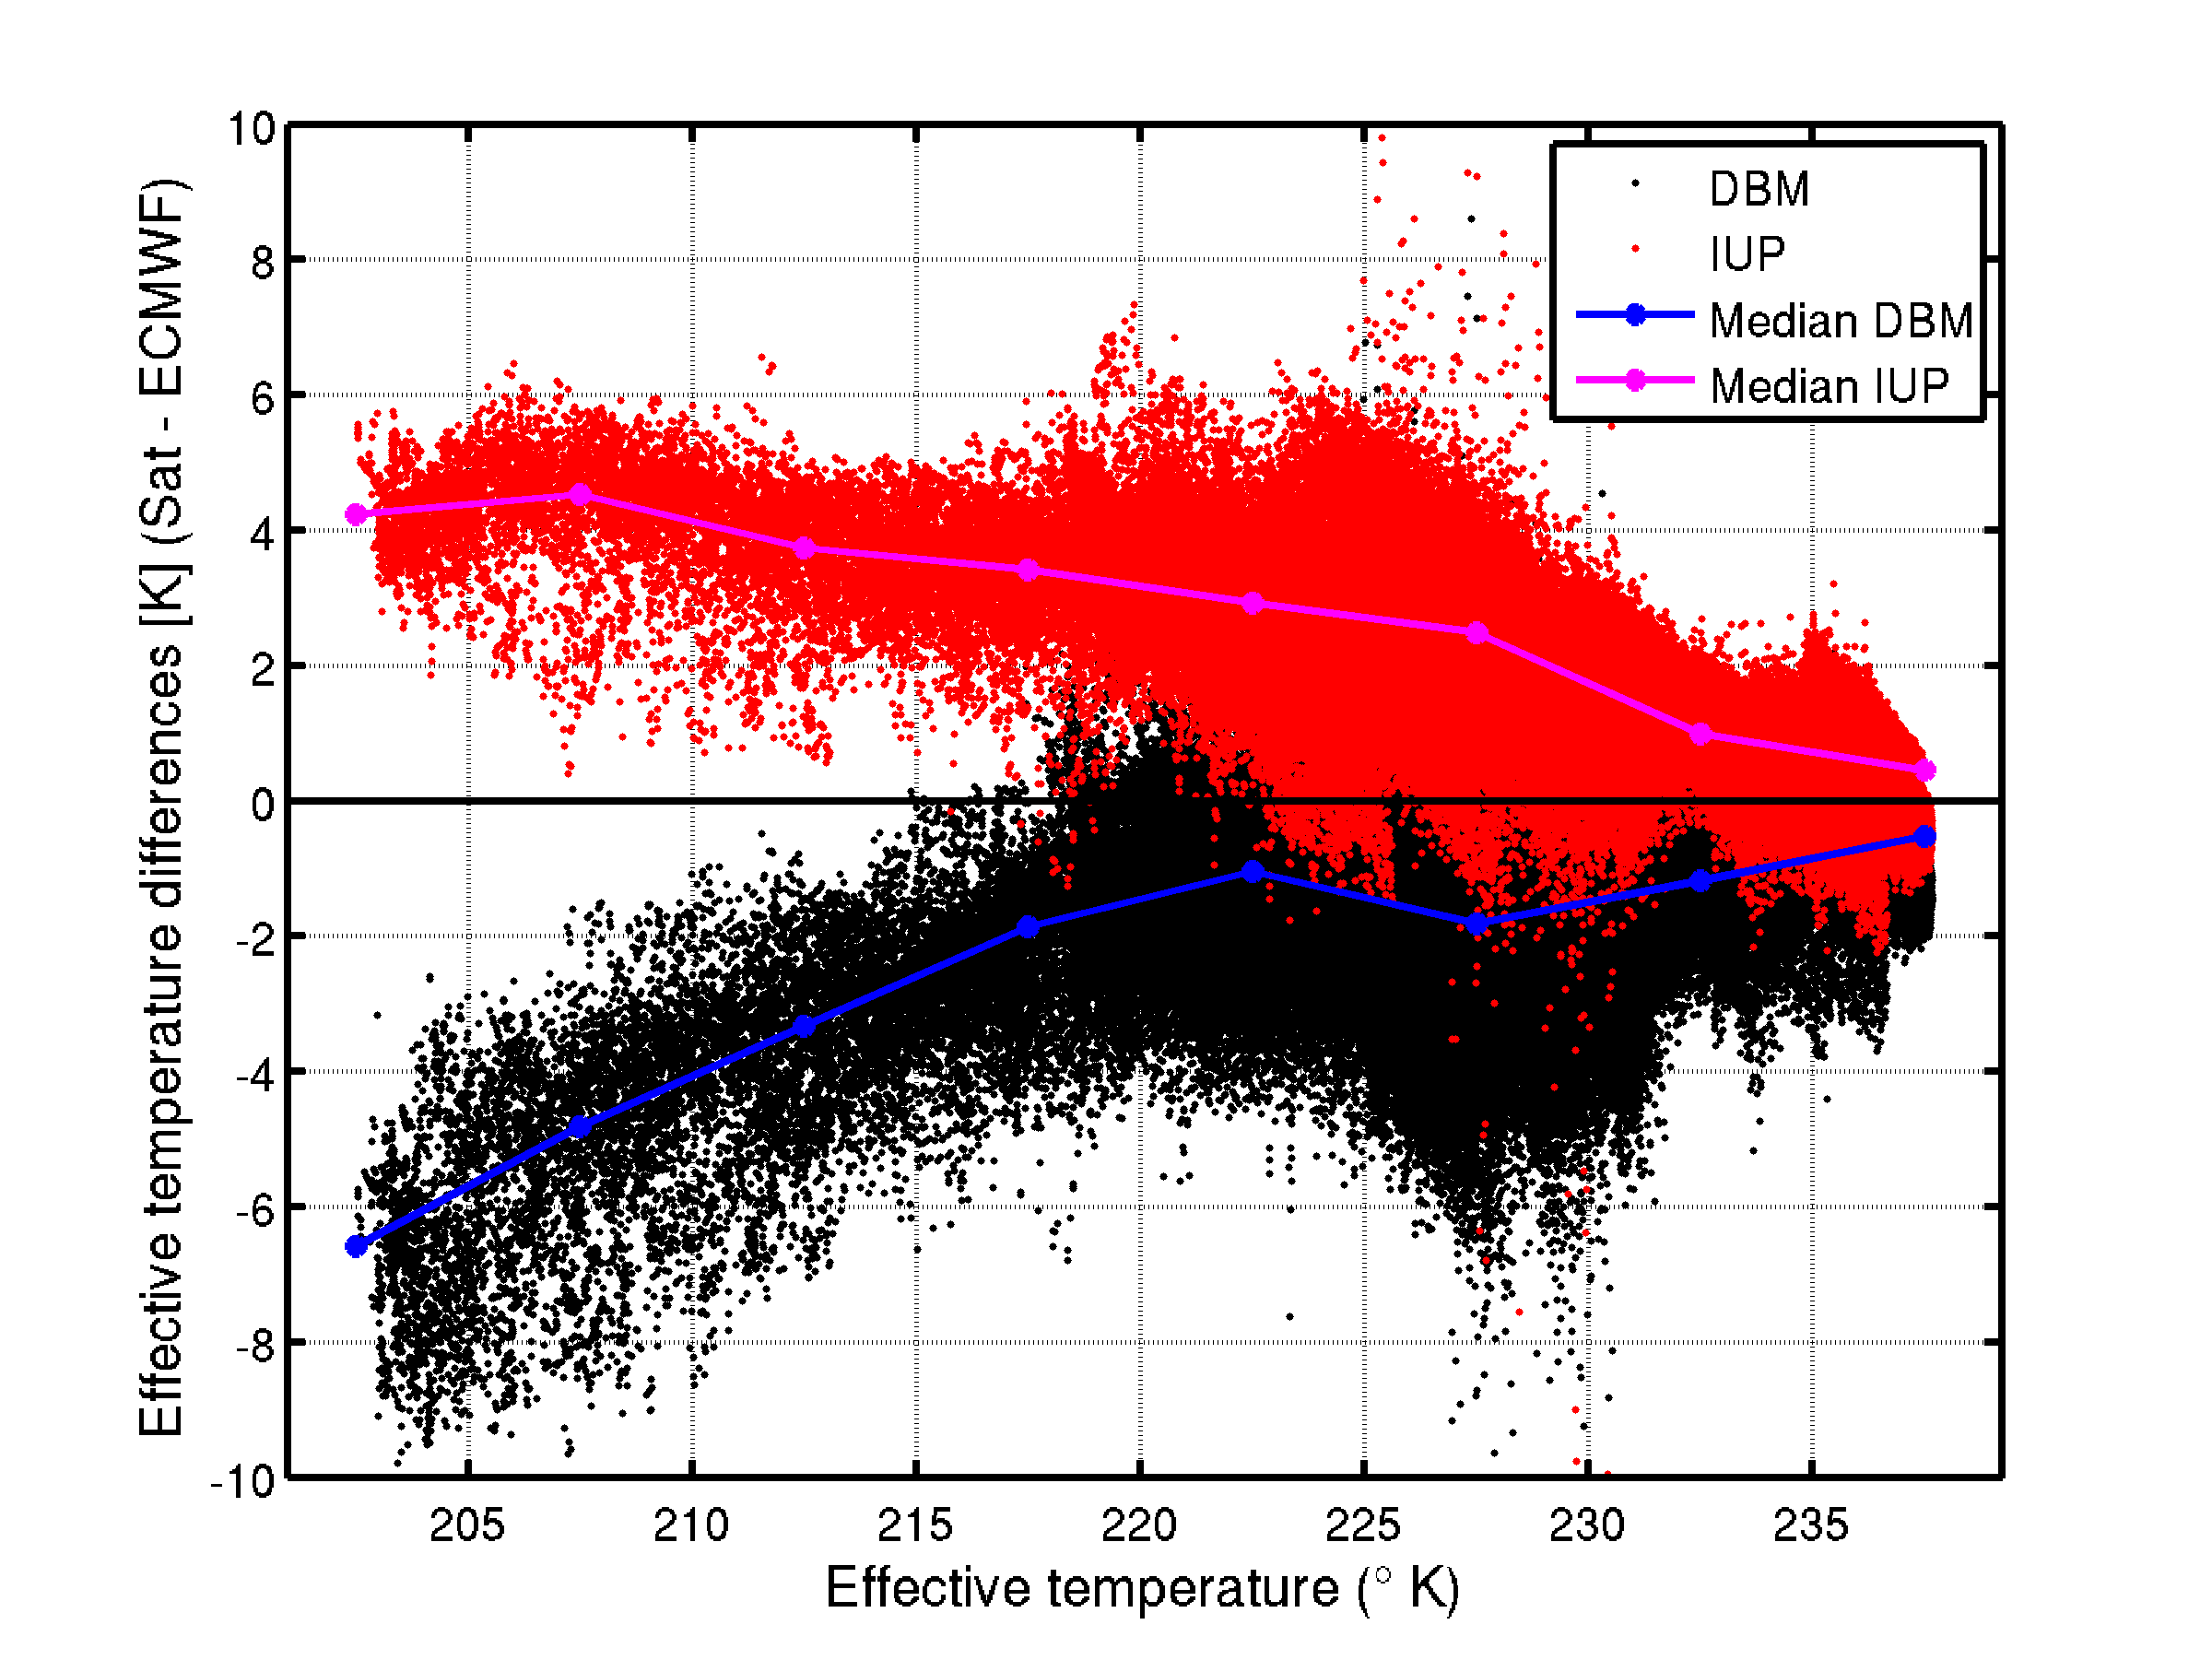 Effective temperature differences [K] (Sat - ECMWF)
10
8
6
4
2
0
-2
-4
-6
-8
-10
DBM
IUP
Median DBM
Median IUP
205 210 215 220 225 230 235
Effective temperature (° K)